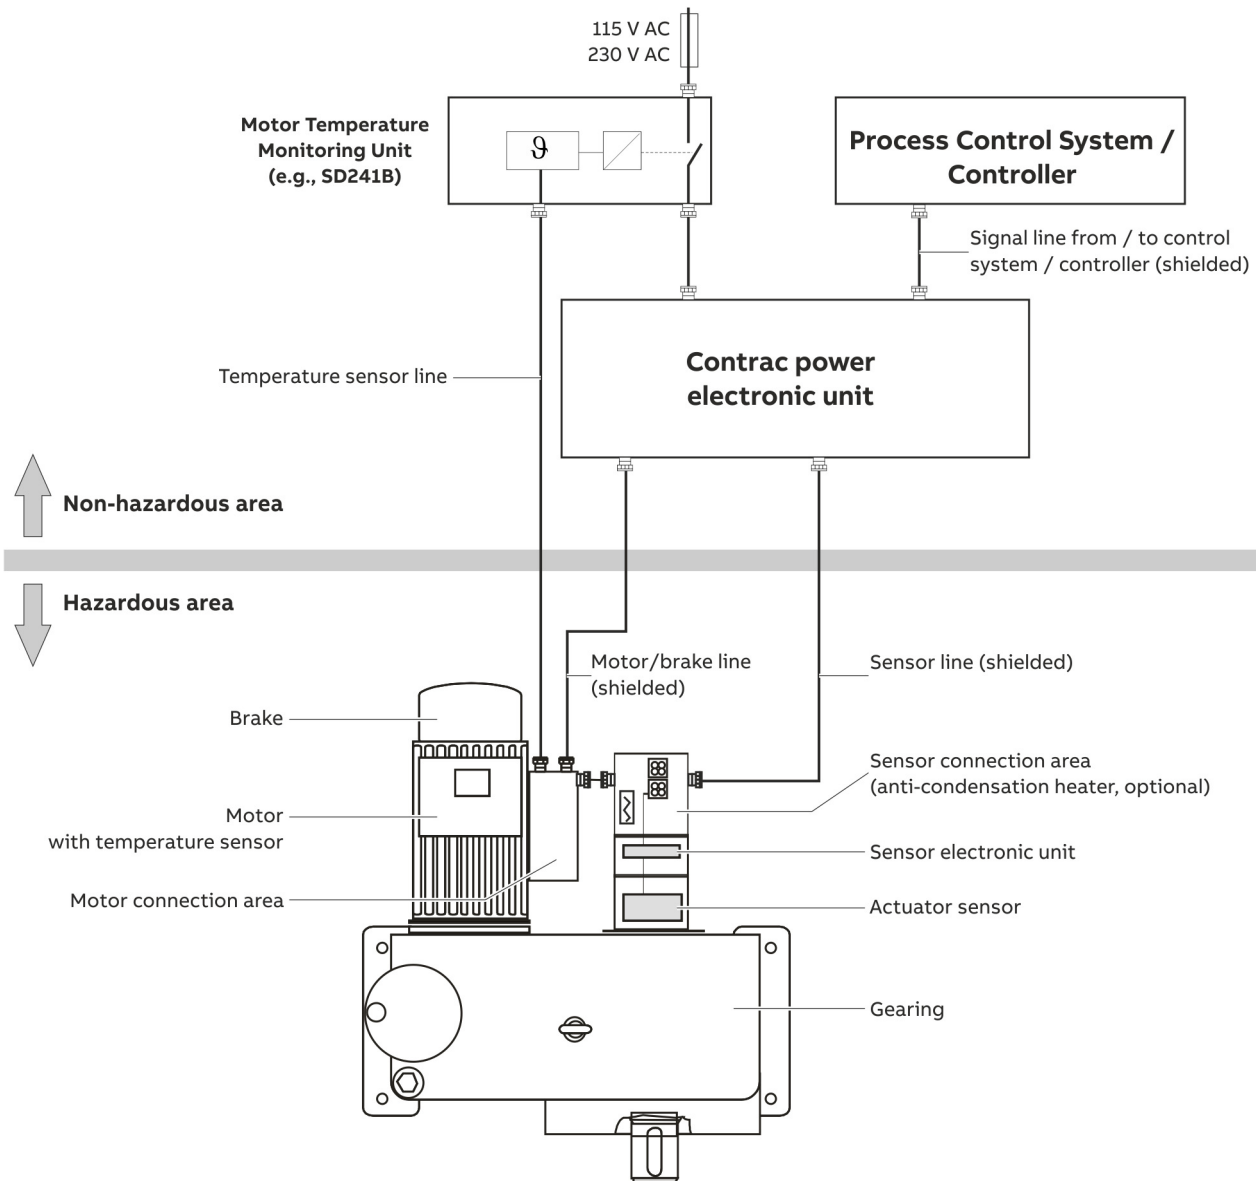 115 V AC
230 V AC
Motor Temperature
Monitoring Unit
(e.g., SD241B)
ϑ
Process Control System /
Controller
Signal line from / to control
system / controller (shielded)
Contrac power
electronic unit
Temperature sensor line
Non-hazardous area
Hazardous area
Motor/brake line
(shielded)
Sensor line (shielded)
Brake
Sensor connection area
(anti-condensation heater, optional)
Motor
with temperature sensor
Sensor electronic unit
Motor connection area
Actuator sensor
Gearing